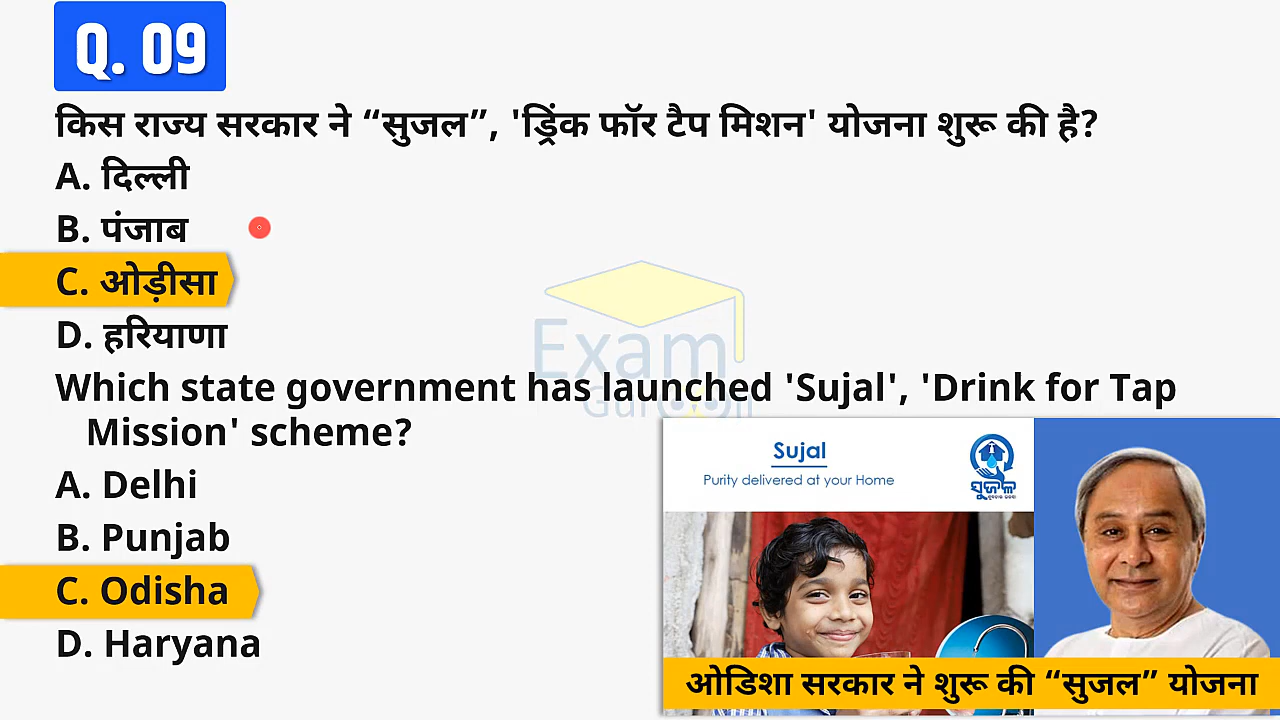 Q. 09
किस राज्य सरकार ने “सुजल”, 'ड्रिंक फॉर टैप मिशन' योजना शुरू की है?
A. दिल्ली
B. पंजाब
C. ओड़ीसा
D. हरियाणा
Exam
Which state government has launched 'Sujal', 'Drink for Tap
Mission' scheme?
A. Delhi
B. Punjab
C. Odisha
D. Haryana
Sujal
Purity delivered at your Home
ସୁଜଳ
ओडिशा सरकार ने शुरू की “सुजल” योजना